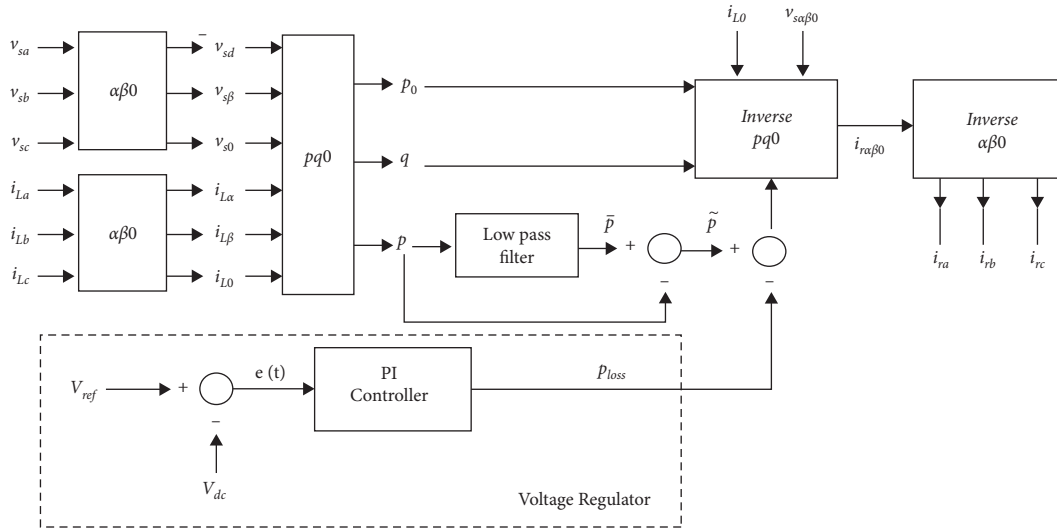 v_sa
v_sb
v_sc
i_La
i_Lb
i_Lc
αβ0
αβ0
–
v_sd
v_sβ
v_s0
i_Lα
i_Lβ
i_L0
pq0
p_0
q
p
Low pass
filter
p̄
+
–
p̃
+
–
i_L0
v_sαβ0
Inverse
pq0
i_rαβ0
Inverse
αβ0
i_ra
i_rb
i_rc
V_ref
+
–
V_dc
e (t)
PI
Controller
p_loss
Voltage Regulator